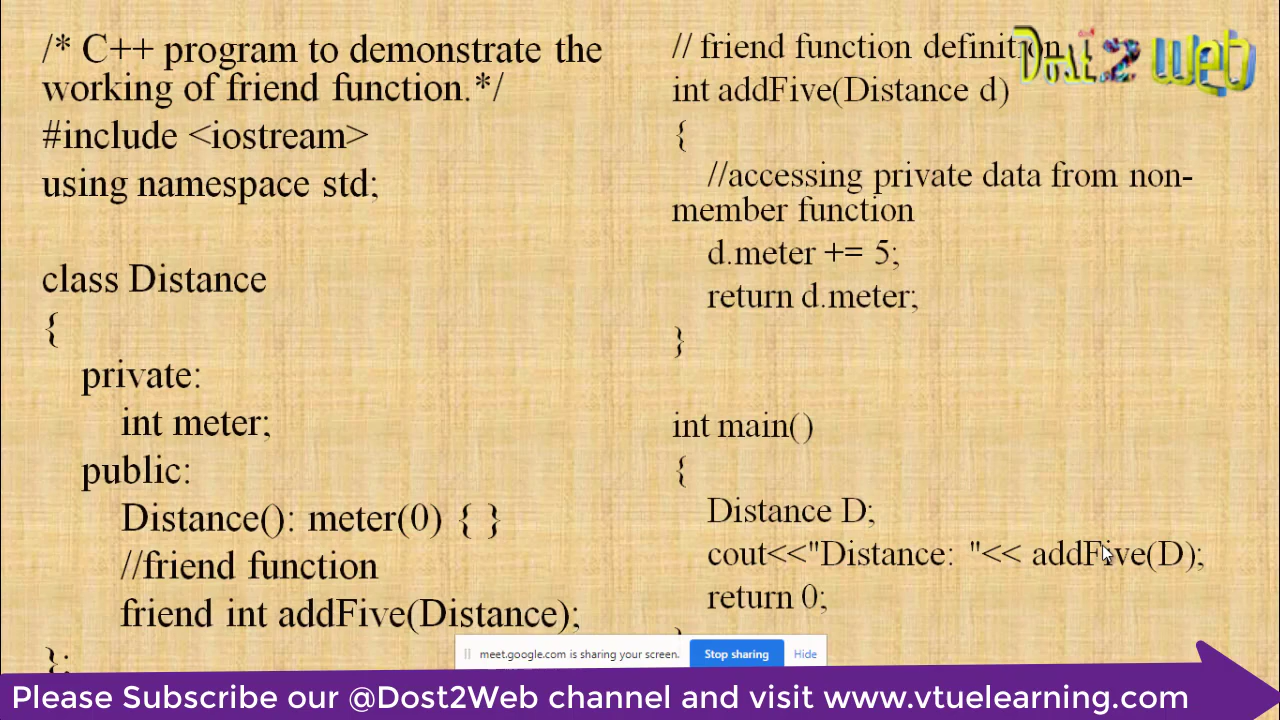 /* C++ program to demonstrate the
working of friend function.*/
#include <iostream>
using namespace std;
class Distance
{
private:
int meter;
public:
Distance(): meter(0) { }
//friend function
friend int addFive(Distance);
};
// friend function definition
int addFive(Distance d)
{
//accessing private data from non-
member function
d.meter += 5;
return d.meter;
}
int main()
{
Distance D;
cout<<"Distance: "<< addFive(D);
return 0;
}
Dost 2 Web
meet.google.com is sharing your screen.
Stop sharing
Hide
Please Subscribe our @Dost2Web channel and visit www.vtuelearning.com